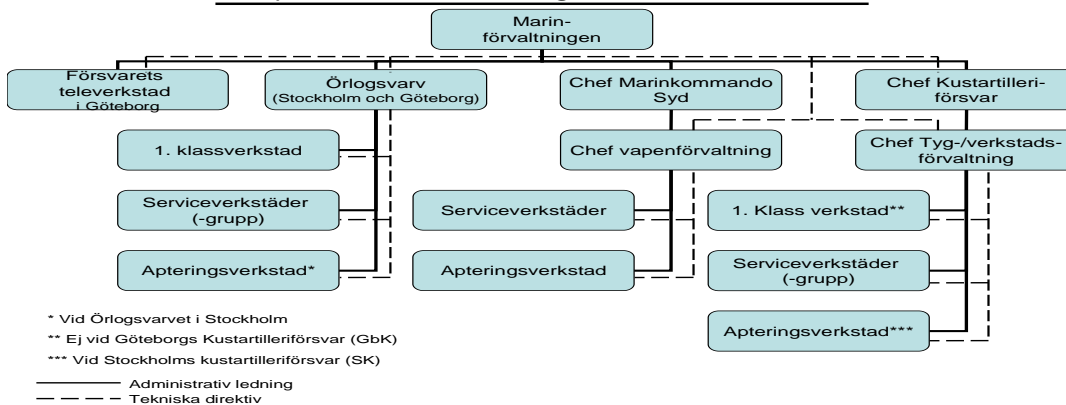 Marin-
förvaltningen
Försvarets
televerkstad
i Göteborg
Örlogsvarv
(Stockholm och Göteborg)
Chef Marinkommando
Syd
Chef Kustartilleri-
försvar
1. klassverkstad
Chef vapenförvaltning
Chef Tyg-/verkstads-
förvaltning
Serviceverkstäder
(-grupp)
Serviceverkstäder
1. Klass verkstad**
Apteringsverkstad*
Apteringsverkstad
Serviceverkstäder
(-grupp)
Apteringsverkstad***
* Vid Örlogsvarvet i Stockholm
** Ej vid Göteborgs Kustartilleriförsvar (GbK)
*** Vid Stockholms kustartilleriförsvar (SK)
Administrativ ledning
Tekniska direktiv